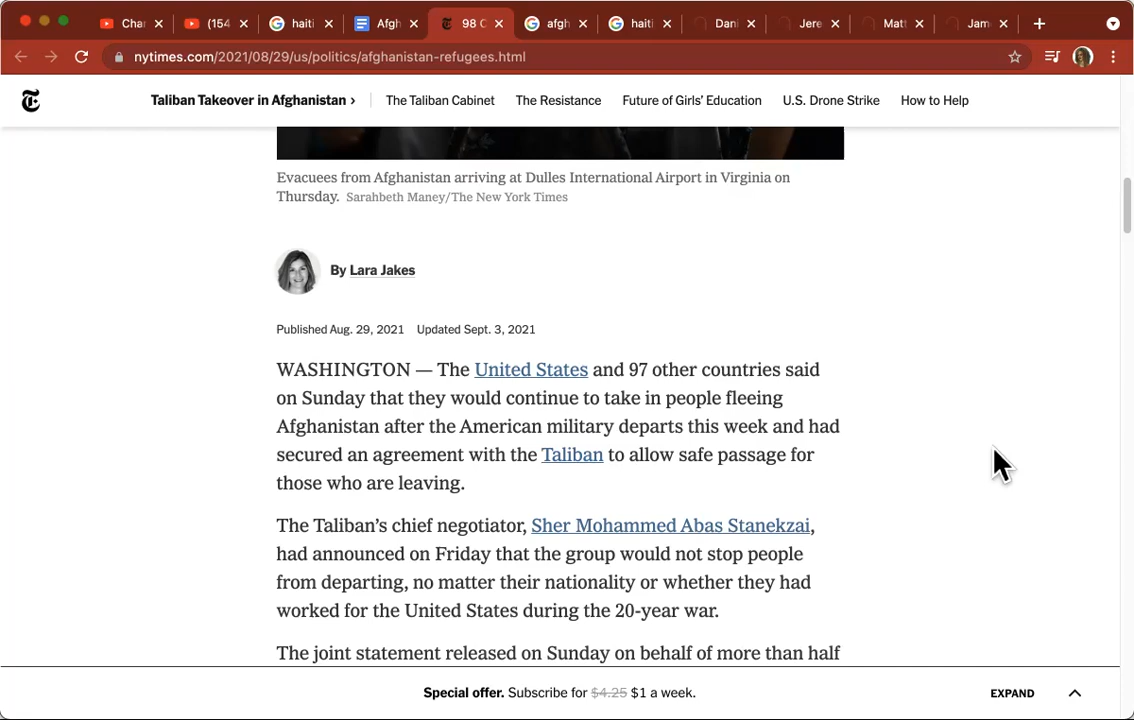 Char
(154
haiti
Afgh
98 C
afgh
haiti
Dani
Jere
Matt
Jame
nytimes.com/2021/08/29/us/politics/afghanistan-refugees.html
Taliban Takeover in Afghanistan ›
The Taliban Cabinet
The Resistance
Future of Girls' Education
U.S. Drone Strike
How to Help
Evacuees from Afghanistan arriving at Dulles International Airport in Virginia on
Thursday. Sarahbeth Maney/The New York Times
By Lara Jakes
Published Aug. 29, 2021 Updated Sept. 3, 2021
WASHINGTON — The United States and 97 other countries said
on Sunday that they would continue to take in people fleeing
Afghanistan after the American military departs this week and had
secured an agreement with the Taliban to allow safe passage for
those who are leaving.
The Taliban's chief negotiator, Sher Mohammed Abas Stanekzai,
had announced on Friday that the group would not stop people
from departing, no matter their nationality or whether they had
worked for the United States during the 20-year war.
The joint statement released on Sunday on behalf of more than half
Special offer. Subscribe for $4.25 $1 a week.
EXPAND